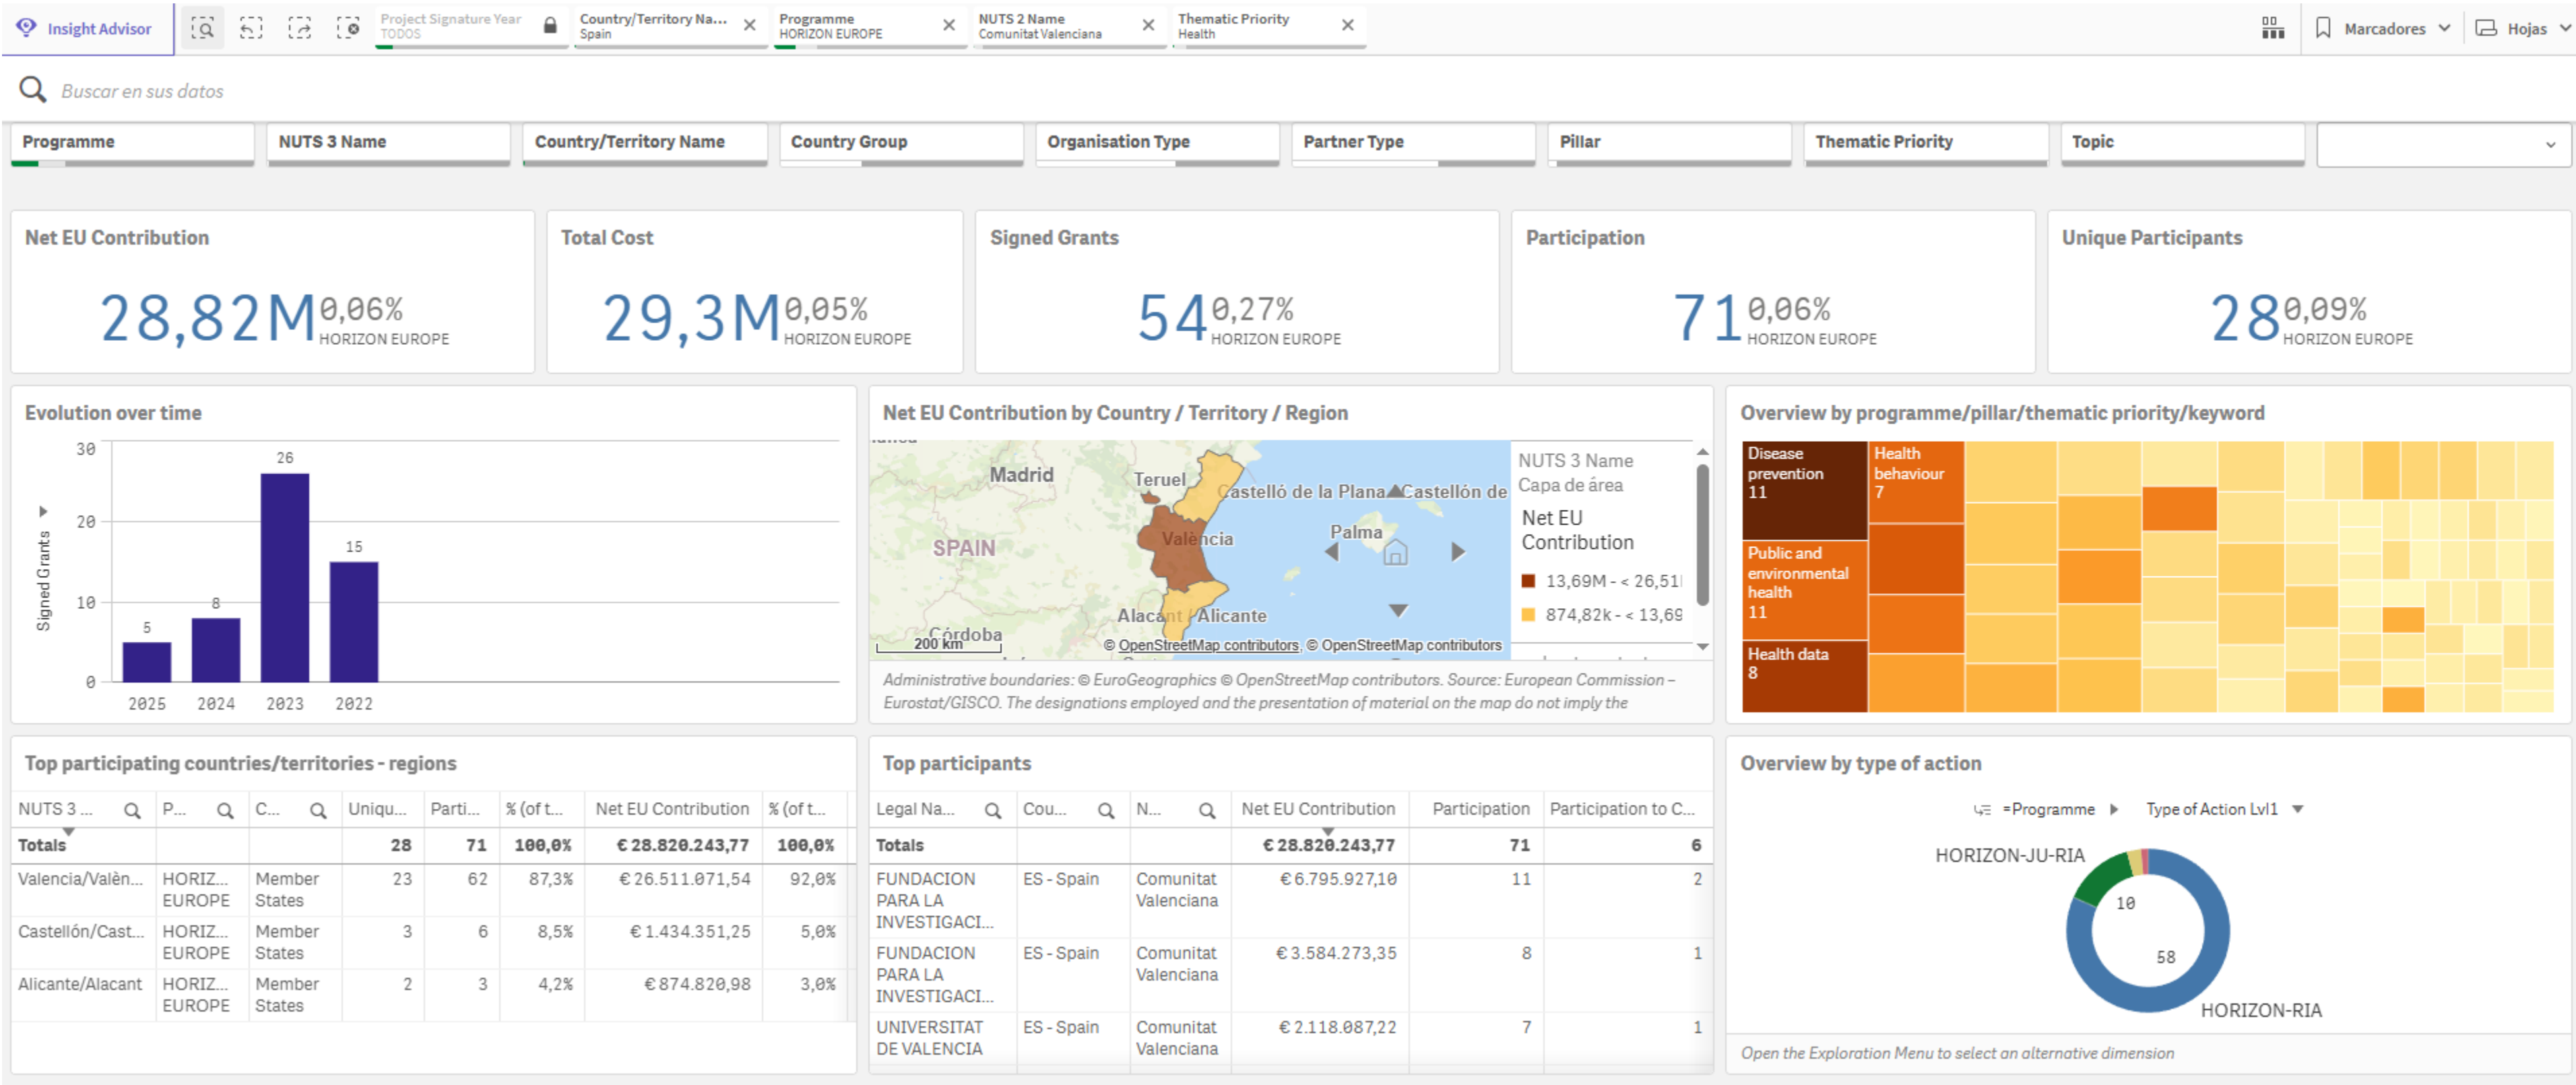 Insight Advisor
Project Signature Year
TODOS
Country/Territory Na...
Spain
Programme
HORIZON EUROPE
NUTS 2 Name
Comunitat Valenciana
Thematic Priority
Health
Marcadores
Hojas
Buscar en sus datos
Programme
NUTS 3 Name
Country/Territory Name
Country Group
Organisation Type
Partner Type
Pillar
Thematic Priority
Topic
Net EU Contribution
28,82M
0,06%
HORIZON EUROPE
Total Cost
29,3M
0,05%
HORIZON EUROPE
Signed Grants
54
0,27%
HORIZON EUROPE
Participation
71
0,06%
HORIZON EUROPE
Unique Participants
28
0,09%
HORIZON EUROPE
Evolution over time
Signed Grants
30
20
10
0
5
8
26
15
2025 2024 2023 2022
Net EU Contribution by Country / Territory / Region
Madrid
Teruel
Castelló de la Plana
Castellón de
València
Palma
SPAIN
Alacant / Alicante
Córdoba
200 km
© OpenStreetMap contributors, © OpenStreetMap contributors
NUTS 3 Name
Capa de área
Net EU
Contribution
13,69M - < 26,51
874,82k - < 13,69
Administrative boundaries: © EuroGeographics © OpenStreetMap contributors. Source: European Commission –
Eurostat/GISCO. The designations employed and the presentation of material on the map do not imply the
Overview by programme/pillar/thematic priority/keyword
Disease
prevention
11
Health
behaviour
7
Public and
environmental
health
11
Health data
8
Top participating countries/territories - regions
NUTS 3 ... P... C... Uniqu... Parti... % (of t... Net EU Contribution % (of t...
Totals 28 71 100,0% € 28.820.243,77 100,0%
Valencia/Valèn... HORIZ... Member 23 62 87,3% € 26.511.071,54 92,0%
EUROPE States
Castellón/Cast... HORIZ... Member 3 6 8,5% € 1.434.351,25 5,0%
EUROPE States
Alicante/Alacant HORIZ... Member 2 3 4,2% € 874.820,98 3,0%
EUROPE States
Top participants
Legal Na... Cou... N... Net EU Contribution Participation Participation to C...
Totals € 28.820.243,77 71 6
FUNDACION ES - Spain Comunitat € 6.795.927,10 11 2
PARA LA Valenciana
INVESTIGACI...
FUNDACION ES - Spain Comunitat € 3.584.273,35 8 1
PARA LA Valenciana
INVESTIGACI...
UNIVERSITAT ES - Spain Comunitat € 2.118.087,22 7 1
DE VALENCIA Valenciana
Overview by type of action
=Programme Type of Action Lvl1
HORIZON-JU-RIA
10
58
HORIZON-RIA
Open the Exploration Menu to select an alternative dimension